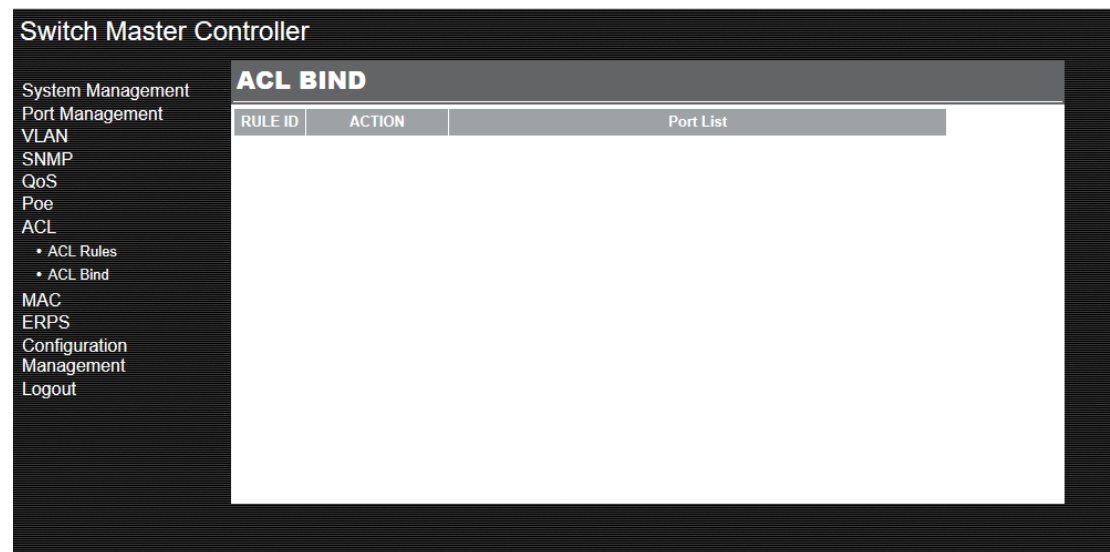 Switch Master Controller
System Management
Port Management
VLAN
SNMP
QoS
Poe
ACL
• ACL Rules
• ACL Bind
MAC
ERPS
Configuration
Management
Logout
ACL BIND
RULE ID ACTION Port List